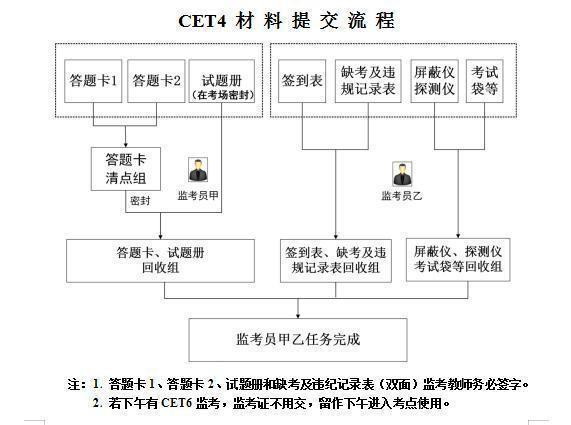 CET4 材 料 提 交 流 程
答题卡1
答题卡2
试题册
(在考场密封)
签到表
缺考及违
规记录表
屏蔽仪
探测仪
考试
袋等
答题卡
清点组
密封
监考员甲
监考员乙
答题卡、试题册
回收组
签到表、缺考及违
规记录表回收组
屏蔽仪、探测仪
考试袋等回收组
监考员甲乙任务完成
注：1. 答题卡1、答题卡2、试题册和缺考及违纪记录表（双面）监考教师务必签字。
2. 若下午有CET6监考，监考证不用交，留作下午进入考点使用。